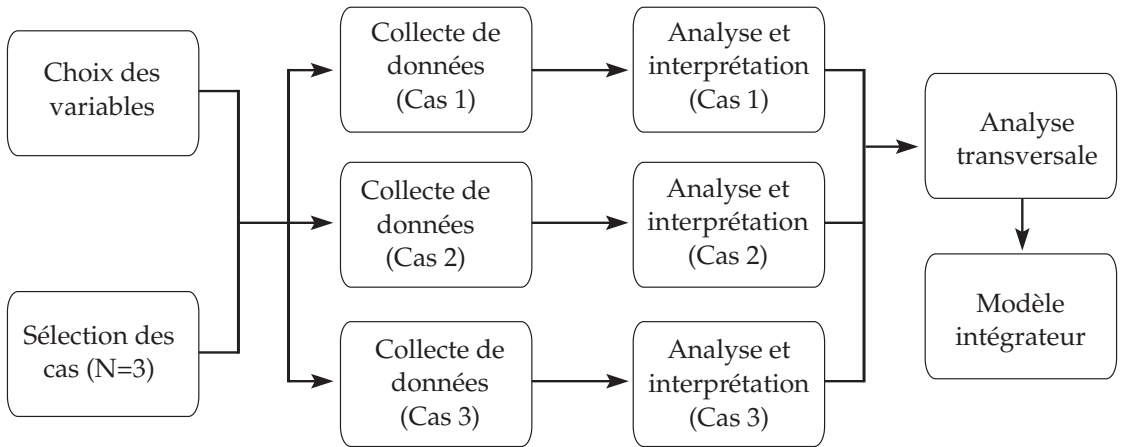 Choix des
variables
Sélection des
cas (N=3)
Collecte de
données
(Cas 1)
Analyse et
interprétation
(Cas 1)
Collecte de
données
(Cas 2)
Analyse et
interprétation
(Cas 2)
Collecte de
données
(Cas 3)
Analyse et
interprétation
(Cas 3)
Analyse
transversale
Modèle
intégrateur